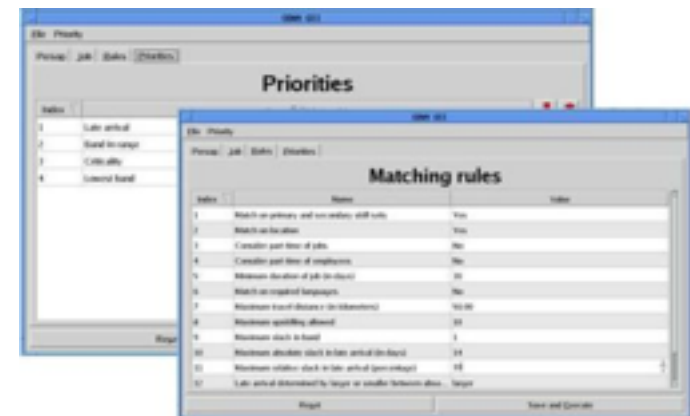 File Priority
Person Job Rules Priorities
Priorities
Index
1 Late arrival
2 Band in range
3 Criticality
4 Lowest band
Reset
File Priority
Person Job Rules Priorities
Matching rules
Index Name Value
1 Match on primary and secondary skill sets Yes
2 Match on location Yes
3 Consider part time of jobs No
4 Consider part time of employees No
5 Minimum duration of job (in days) 30
6 Match on required languages No
7 Maximum travel distance (in kilometers) 50.00
8 Maximum upskilling allowed 10
9 Maximum slack in band 1
10 Maximum absolute slack in late arrival (in days) 14
11 Maximum relative slack in late arrival (percentage)
12 Late arrival determined by larger or smaller between abso... larger
Reset Save and Execute